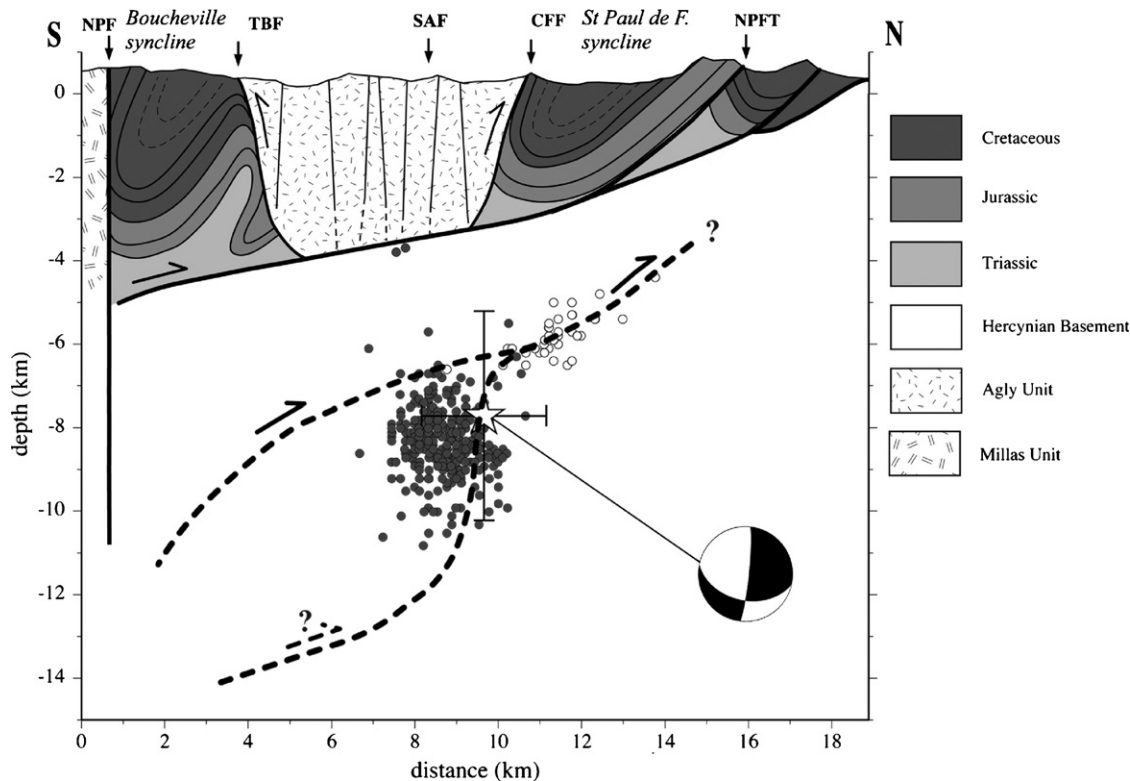 S
NPF
Boucheville
syncline
TBF
SAF
CFF
St Paul de F.
syncline
NPFT
N
0
-2
-4
-6
-8
-10
-12
-14
depth (km)
?
?
0
2
4
6
8
10
12
14
16
18
distance (km)
Cretaceous
Jurassic
Triassic
Hercynian Basement
Agly Unit
Millas Unit